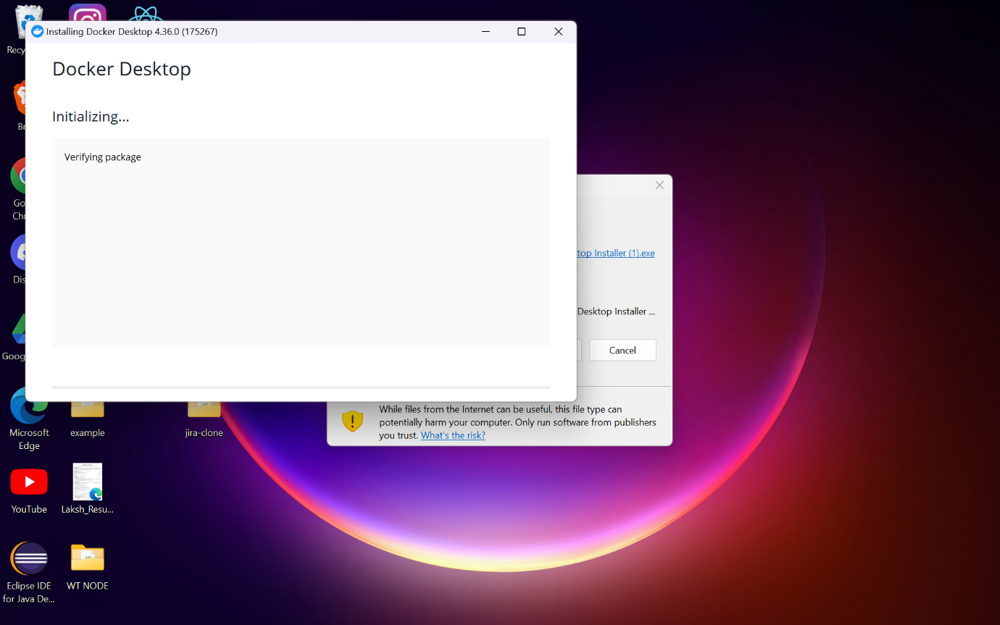 Installing Docker Desktop 4.36.0 (175267)
Docker Desktop
Initializing...
Verifying package
top Installer (1).exe
Desktop Installer ...
Cancel
While files from the Internet can be useful, this file type can
potentially harm your computer. Only run software from publishers
you trust. What's the risk?
Recy
Br
Go
Chr
Dis
Goog
Microsoft
Edge
example
jira-clone
YouTube
Laksh_Resu...
Eclipse IDE
for Java De...
WT NODE